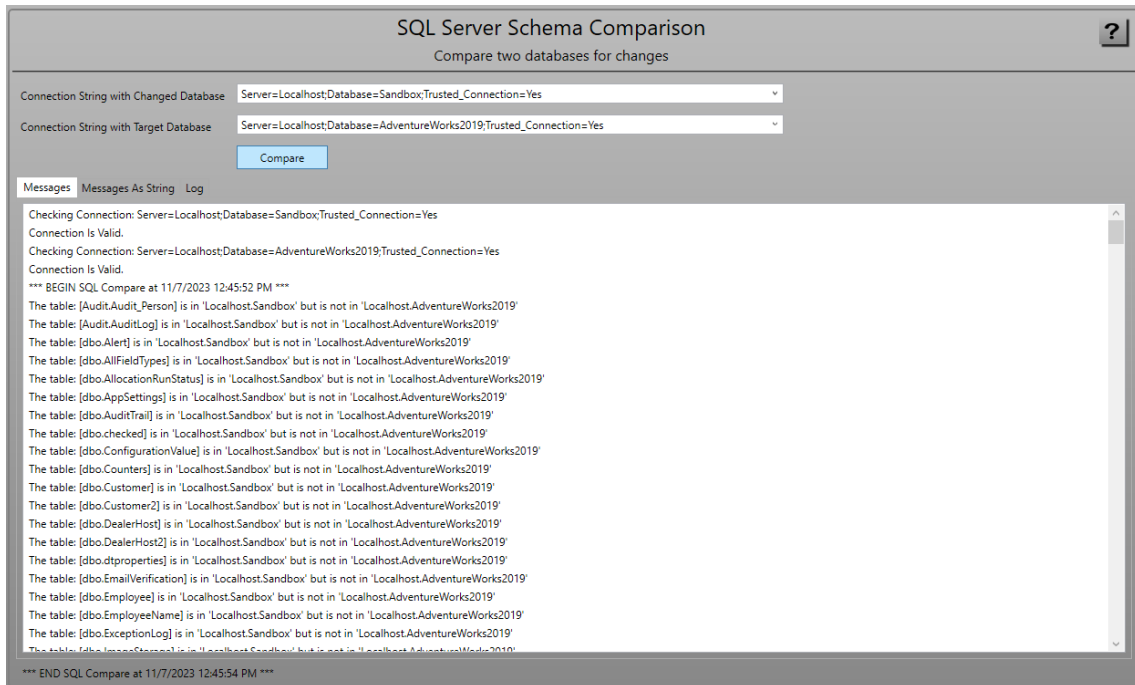 SQL Server Schema Comparison
?
Compare two databases for changes
Connection String with Changed Database Server=Localhost;Database=Sandbox;Trusted_Connection=Yes
Connection String with Target Database Server=Localhost;Database=AdventureWorks2019;Trusted_Connection=Yes
Compare
Messages Messages As String Log
Checking Connection: Server=Localhost;Database=Sandbox;Trusted_Connection=Yes
Connection Is Valid.
Checking Connection: Server=Localhost;Database=AdventureWorks2019;Trusted_Connection=Yes
Connection Is Valid.
*** BEGIN SQL Compare at 11/7/2023 12:45:52 PM ***
The table: [Audit.Audit_Person] is in 'Localhost.Sandbox' but is not in 'Localhost.AdventureWorks2019'
The table: [Audit.AuditLog] is in 'Localhost.Sandbox' but is not in 'Localhost.AdventureWorks2019'
The table: [dbo.Alert] is in 'Localhost.Sandbox' but is not in 'Localhost.AdventureWorks2019'
The table: [dbo.AllFieldTypes] is in 'Localhost.Sandbox' but is not in 'Localhost.AdventureWorks2019'
The table: [dbo.AllocationRunStatus] is in 'Localhost.Sandbox' but is not in 'Localhost.AdventureWorks2019'
The table: [dbo.AppSettings] is in 'Localhost.Sandbox' but is not in 'Localhost.AdventureWorks2019'
The table: [dbo.AuditTrail] is in 'Localhost.Sandbox' but is not in 'Localhost.AdventureWorks2019'
The table: [dbo.checked] is in 'Localhost.Sandbox' but is not in 'Localhost.AdventureWorks2019'
The table: [dbo.ConfigurationValue] is in 'Localhost.Sandbox' but is not in 'Localhost.AdventureWorks2019'
The table: [dbo.Counters] is in 'Localhost.Sandbox' but is not in 'Localhost.AdventureWorks2019'
The table: [dbo.Customer] is in 'Localhost.Sandbox' but is not in 'Localhost.AdventureWorks2019'
The table: [dbo.Customer2] is in 'Localhost.Sandbox' but is not in 'Localhost.AdventureWorks2019'
The table: [dbo.DealerHost] is in 'Localhost.Sandbox' but is not in 'Localhost.AdventureWorks2019'
The table: [dbo.DealerHost2] is in 'Localhost.Sandbox' but is not in 'Localhost.AdventureWorks2019'
The table: [dbo.dtproperties] is in 'Localhost.Sandbox' but is not in 'Localhost.AdventureWorks2019'
The table: [dbo.EmailVerification] is in 'Localhost.Sandbox' but is not in 'Localhost.AdventureWorks2019'
The table: [dbo.Employee] is in 'Localhost.Sandbox' but is not in 'Localhost.AdventureWorks2019'
The table: [dbo.EmployeeName] is in 'Localhost.Sandbox' but is not in 'Localhost.AdventureWorks2019'
The table: [dbo.ExceptionLog] is in 'Localhost.Sandbox' but is not in 'Localhost.AdventureWorks2019'
The table: [dbo.ImageStorage] is in 'Localhost.Sandbox' but is not in 'Localhost.AdventureWorks2019'
*** END SQL Compare at 11/7/2023 12:45:54 PM ***